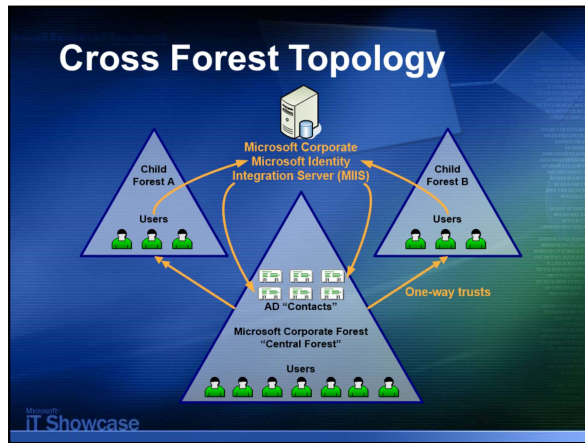 Cross Forest Topology
Microsoft Corporate
Microsoft Identity
Integration Server (MIIS)
Child
Forest A
Users
Child
Forest B
Users
One-way trusts
AD “Contacts”
Microsoft Corporate Forest
“Central Forest”
Users
Microsoft
iT Showcase